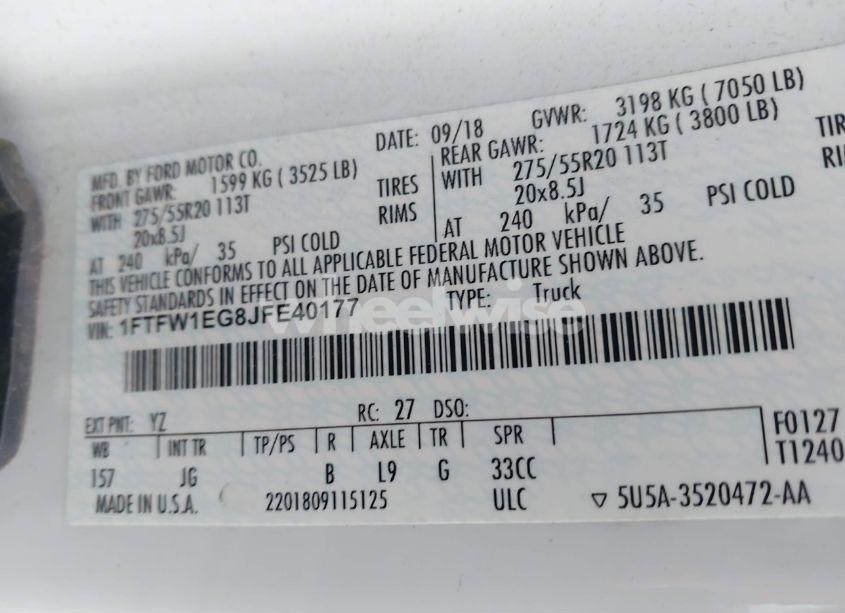 MFD. BY FORD MOTOR CO. DATE: 09/18 GVWR: 3198 KG ( 7050 LB)
FRONT GAWR: 1599 KG ( 3525 LB) REAR GAWR: 1724 KG ( 3800 LB)
WITH 275/55R20 113T TIRES WITH 275/55R20 113T TIR
20x8.5J RIMS 20x8.5J RI
AT 240 kPa/ 35 PSI COLD AT 240 kPa/ 35 PSI COLD
THIS VEHICLE CONFORMS TO ALL APPLICABLE FEDERAL MOTOR VEHICLE
SAFETY STANDARDS IN EFFECT ON THE DATE OF MANUFACTURE SHOWN ABOVE.
VIN: 1FTFW1EG8JFE40177 TYPE: Truck
wheelwise
EXT PNT: YZ RC: 27 DSO: F0127
WB INT TR TP/PS R AXLE TR SPR T1240
157 JG B L9 G 33CC
MADE IN U.S.A. 2201809115125 ULC ▽ 5U5A-3520472-AA